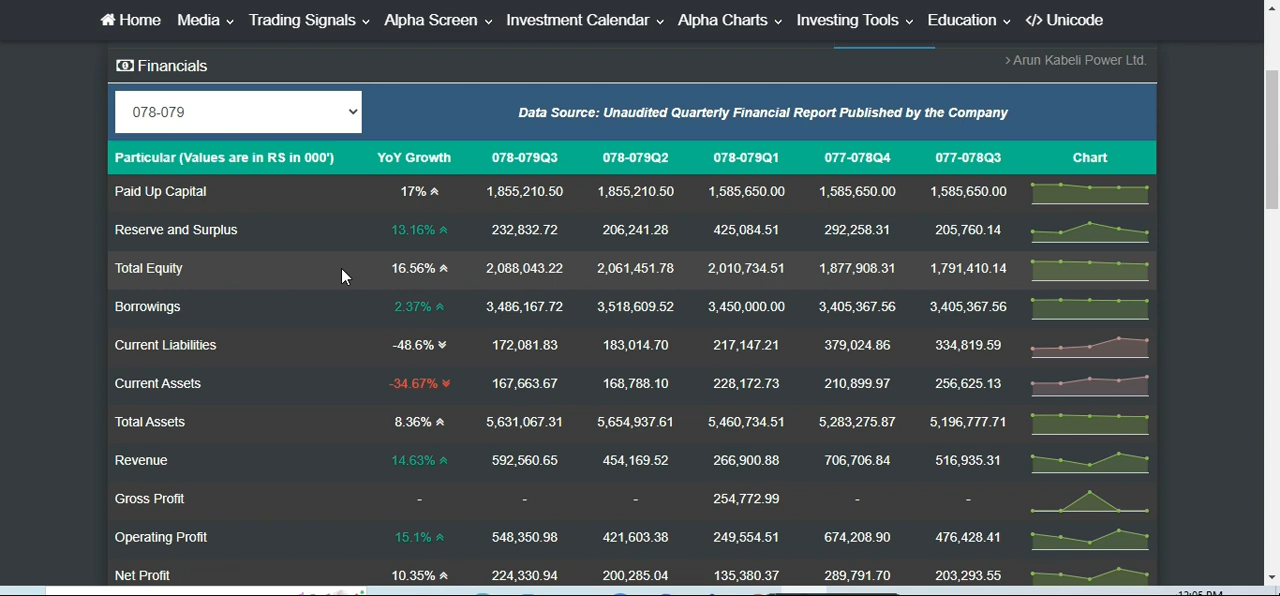 Home Media Trading Signals Alpha Screen Investment Calendar Alpha Charts Investing Tools Education </> Unicode
Financials > Arun Kabeli Power Ltd.
078-079 Data Source: Unaudited Quarterly Financial Report Published by the Company
Particular (Values are in RS in 000') YoY Growth 078-079Q3 078-079Q2 078-079Q1 077-078Q4 077-078Q3 Chart
Paid Up Capital 17% 1,855,210.50 1,855,210.50 1,585,650.00 1,585,650.00 1,585,650.00
Reserve and Surplus 13.16% 232,832.72 206,241.28 425,084.51 292,258.31 205,760.14
Total Equity 16.56% 2,088,043.22 2,061,451.78 2,010,734.51 1,877,908.31 1,791,410.14
Borrowings 2.37% 3,486,167.72 3,518,609.52 3,450,000.00 3,405,367.56 3,405,367.56
Current Liabilities -48.6% 172,081.83 183,014.70 217,147.21 379,024.86 334,819.59
Current Assets -34.67% 167,663.67 168,788.10 228,172.73 210,899.97 256,625.13
Total Assets 8.36% 5,631,067.31 5,654,937.61 5,460,734.51 5,283,275.87 5,196,777.71
Revenue 14.63% 592,560.65 454,169.52 266,900.88 706,706.84 516,935.31
Gross Profit - - - 254,772.99 - -
Operating Profit 15.1% 548,350.98 421,603.38 249,554.51 674,208.90 476,428.41
Net Profit 10.35% 224,330.94 200,285.04 135,380.37 289,791.70 203,293.55